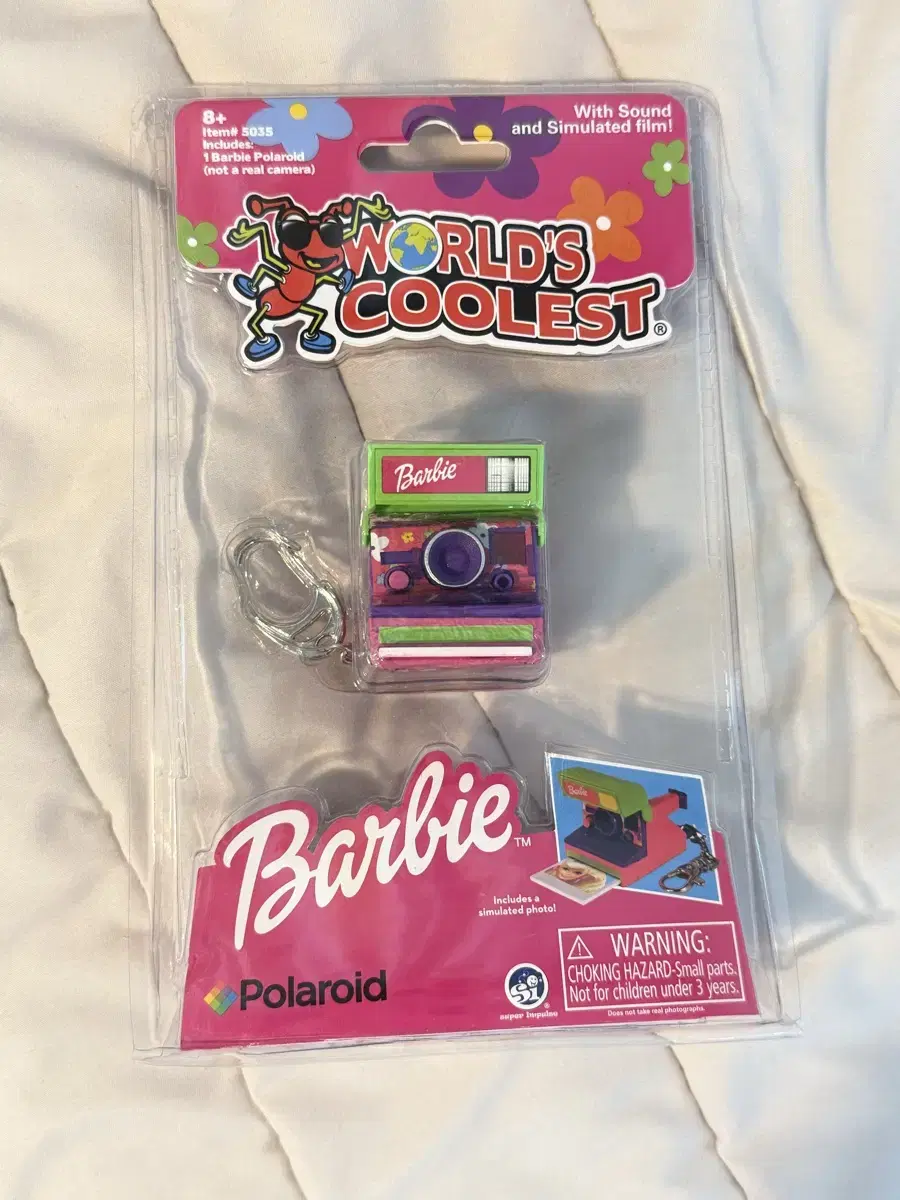 8+
Item# 5035
Includes:
1 Barbie Polaroid
(not a real camera)
With Sound
and Simulated film!
WORLD'S
COOLEST®
Barbie
Barbie™
Barbie
Includes a
simulated photo!
Polaroid
Si®
super impulse
⚠ WARNING:
CHOKING HAZARD-Small parts.
Not for children under 3 years.
Does not take real photographs.